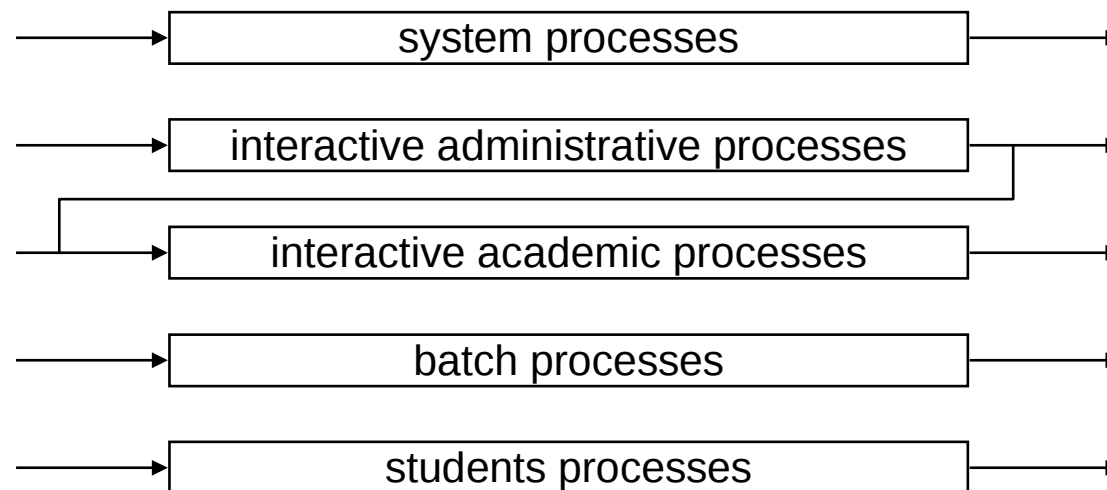 system processes
interactive administrative processes
interactive academic processes
batch processes
students processes